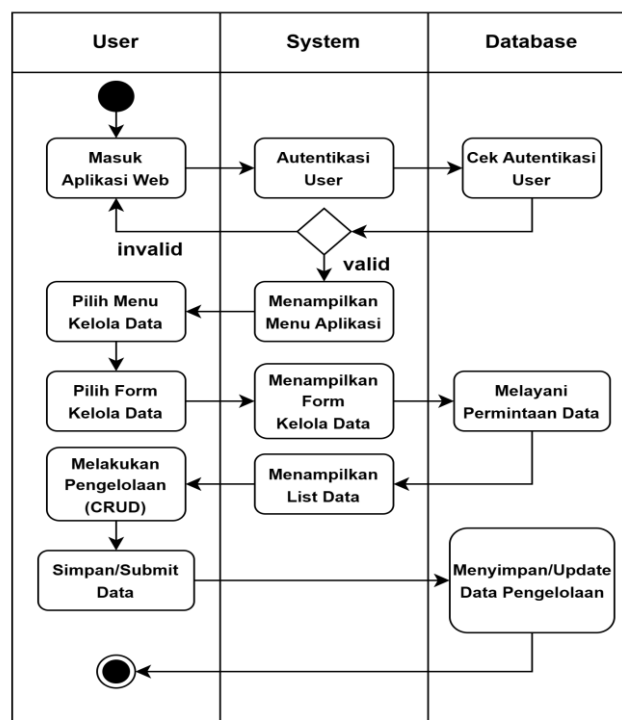 User
System
Database
Masuk
Aplikasi Web
Autentikasi
User
Cek Autentikasi
User
invalid
valid
Pilih Menu
Kelola Data
Menampilkan
Menu Aplikasi
Pilih Form
Kelola Data
Menampilkan
Form
Kelola Data
Melayani
Permintaan Data
Melakukan
Pengelolaan
(CRUD)
Menampilkan
List Data
Simpan/Submit
Data
Menyimpan/Update
Data Pengelolaan